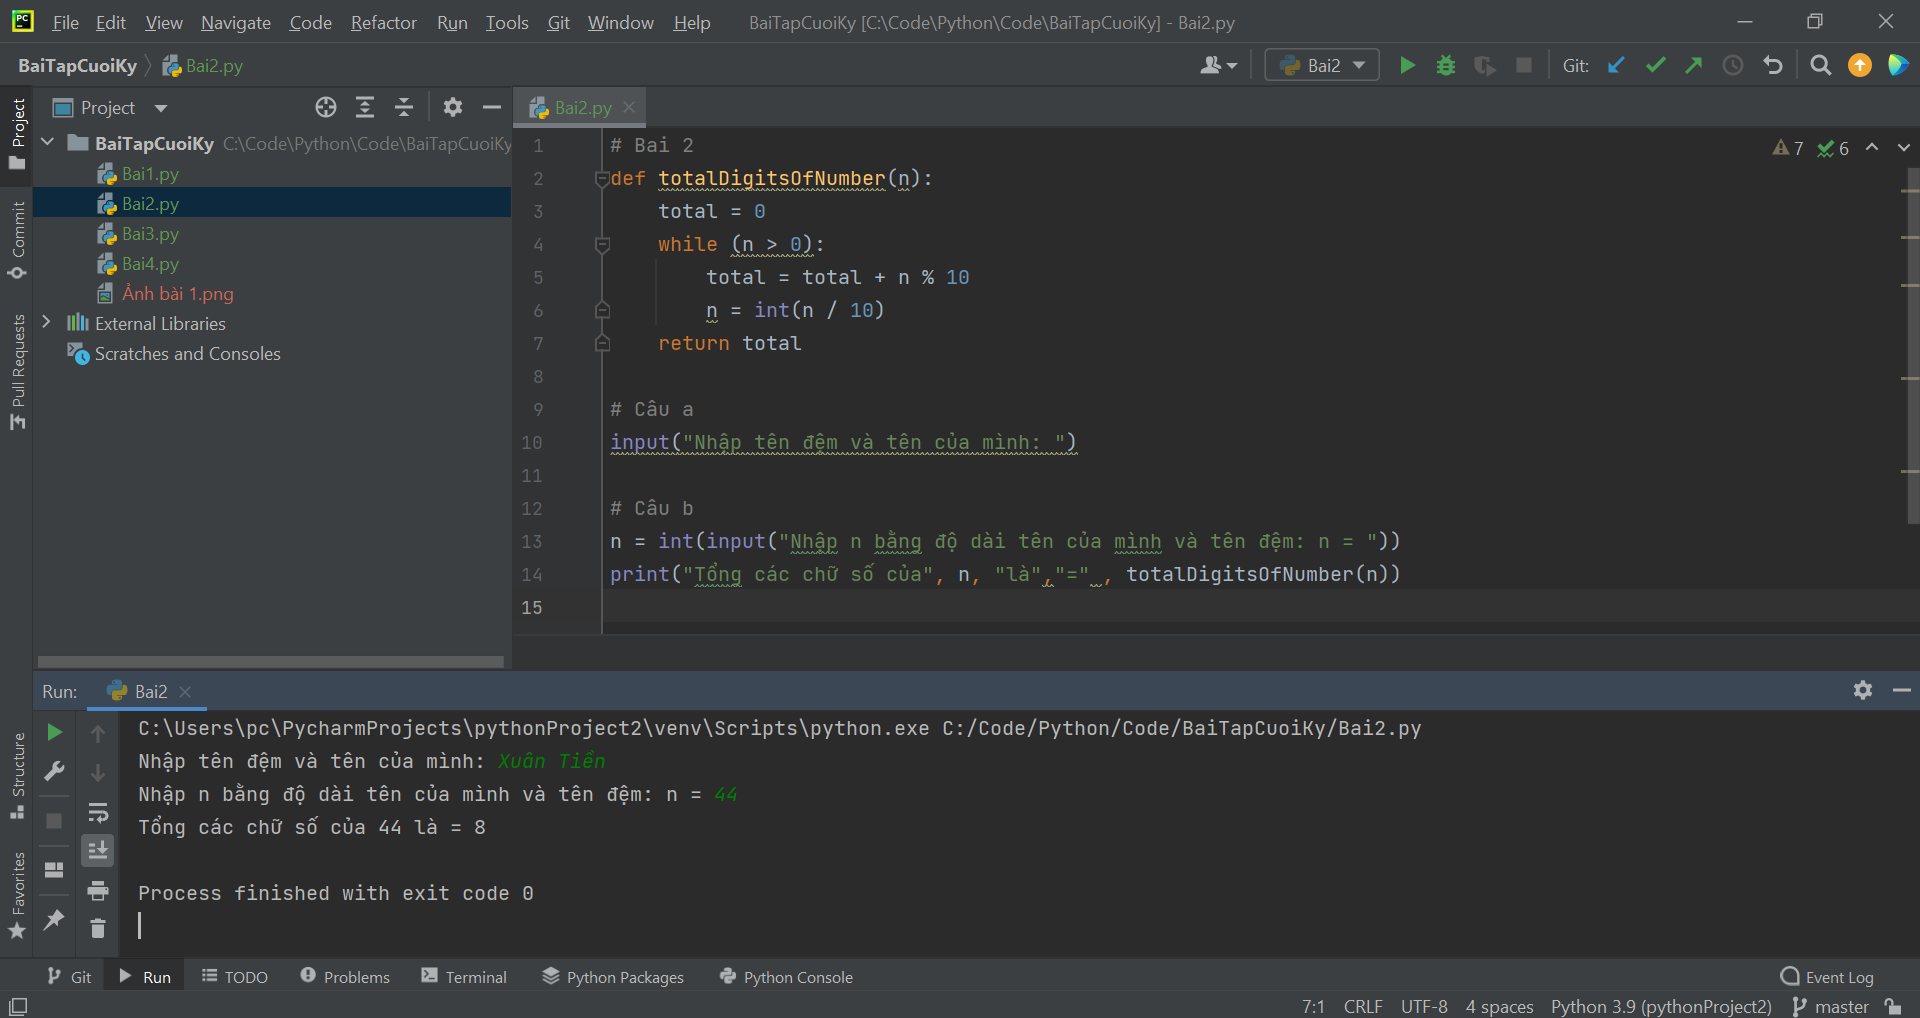 PC File Edit View Navigate Code Refactor Run Tools Git Window Help BaiTapCuoiKy [C:\Code\Python\Code\BaiTapCuoiKy] - Bai2.py
BaiTapCuoiKy Bai2.py Bai2 Git:
Project
Commit
Pull Requests
Structure
Favorites
Project
BaiTapCuoiKy C:\Code\Python\Code\BaiTapCuoiKy
Bai1.py
Bai2.py
Bai3.py
Bai4.py
Ảnh bài 1.png
External Libraries
Scratches and Consoles
Bai2.py
7 6
1 # Bai 2
2 def totalDigitsOfNumber(n):
3 total = 0
4 while (n > 0):
5 total = total + n % 10
6 n = int(n / 10)
7 return total
8
9 # Câu a
10 input("Nhập tên đệm và tên của mình: ")
11
12 # Câu b
13 n = int(input("Nhập n bằng độ dài tên của mình và tên đệm: n = "))
14 print("Tổng các chữ số của", n, "là","=" , totalDigitsOfNumber(n))
15
Run: Bai2
C:\Users\pc\PycharmProjects\pythonProject2\venv\Scripts\python.exe C:/Code/Python/Code/BaiTapCuoiKy/Bai2.py
Nhập tên đệm và tên của mình: Xuân Tiến
Nhập n bằng độ dài tên của mình và tên đệm: n = 44
Tổng các chữ số của 44 là = 8
Process finished with exit code 0
Git Run TODO Problems Terminal Python Packages Python Console Event Log
7:1 CRLF UTF-8 4 spaces Python 3.9 (pythonProject2) master